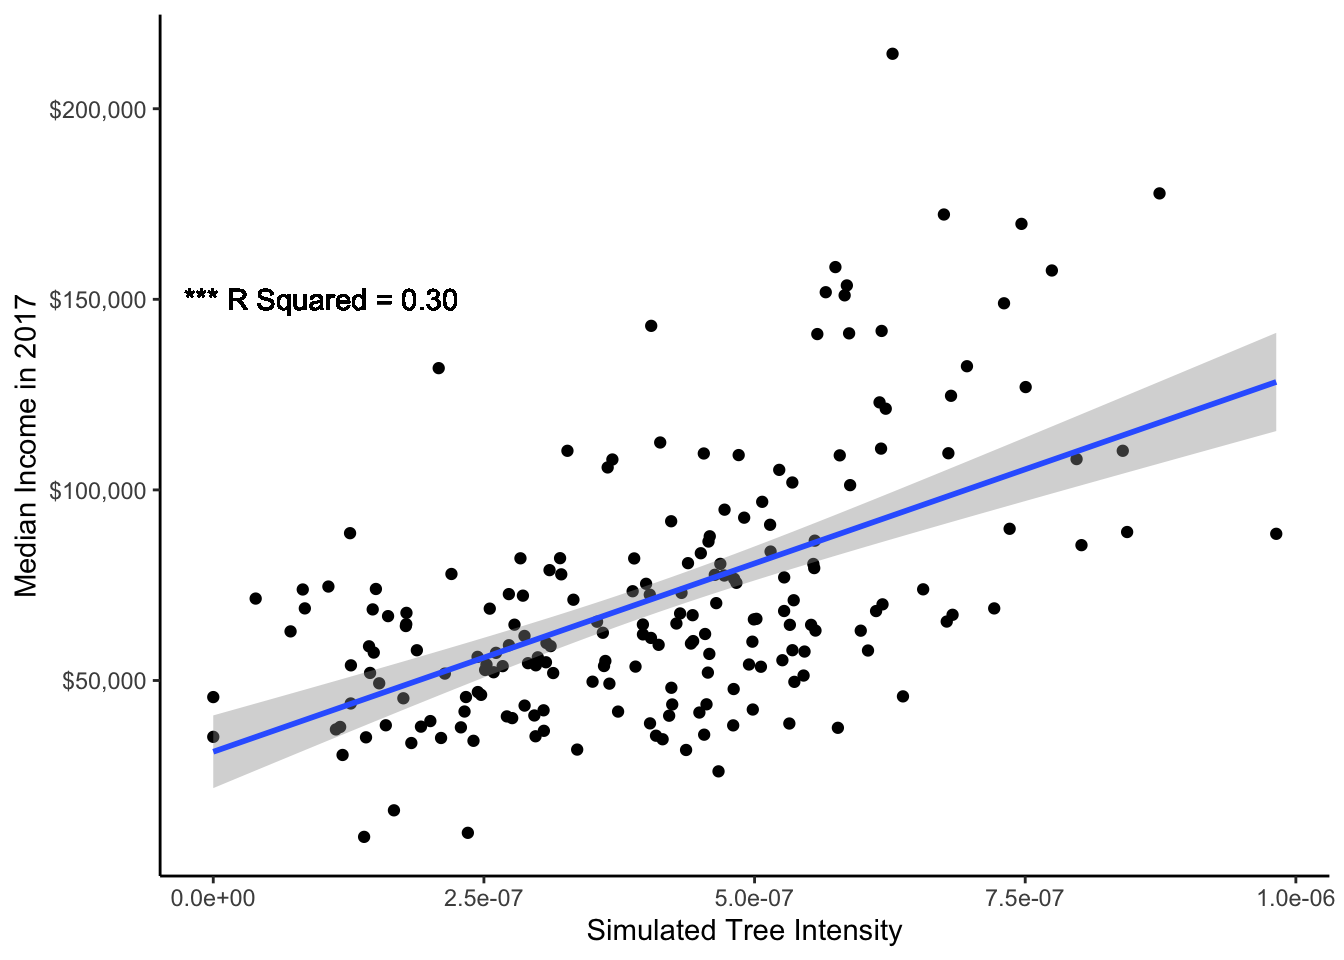 $200,000
$150,000
$100,000
$50,000
Median Income in 2017
*** R Squared = 0.30
0.0e+00 2.5e-07 5.0e-07 7.5e-07 1.0e-06
Simulated Tree Intensity